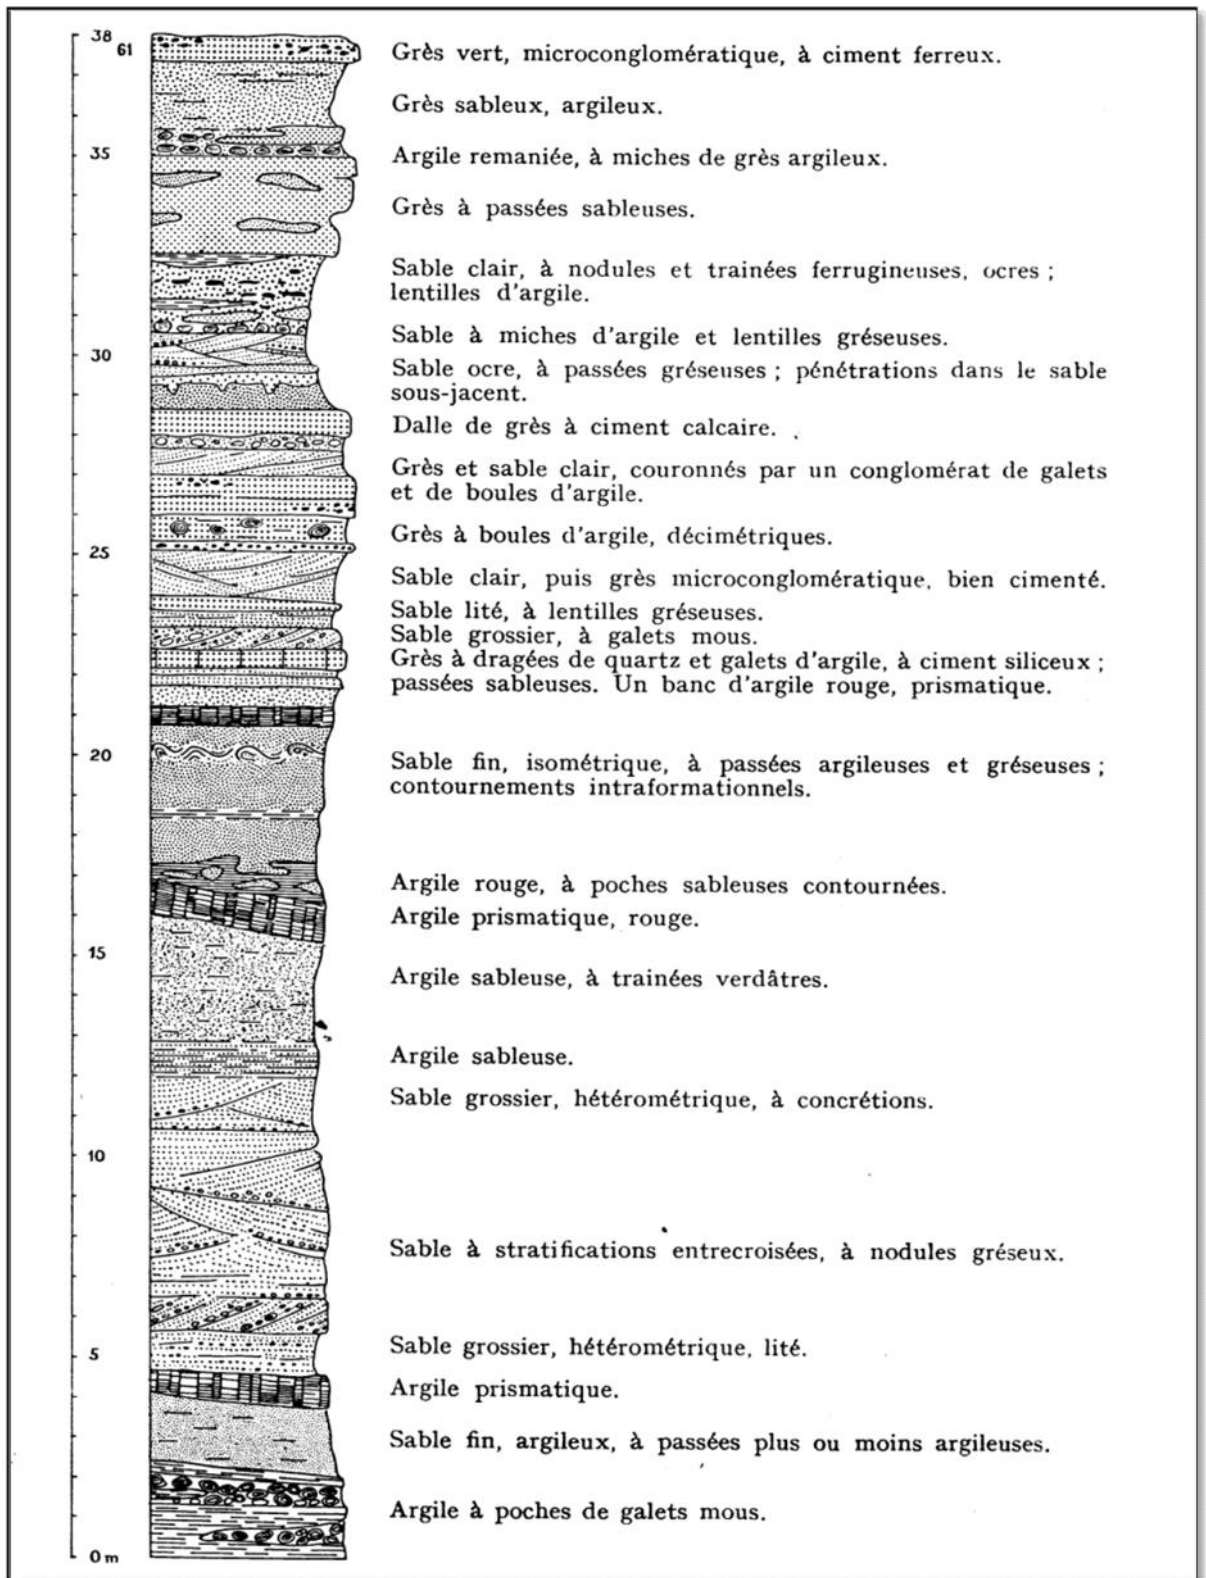 38
61
Grès vert, microconglomératique, à ciment ferreux.
Grès sableux, argileux.
35
Argile remaniée, à miches de grès argileux.
Grès à passées sableuses.
Sable clair, à nodules et trainées ferrugineuses, ocres ;
lentilles d'argile.
Sable à miches d'argile et lentilles gréseuses.
30
Sable ocre, à passées gréseuses ; pénétrations dans le sable
sous-jacent.
Dalle de grès à ciment calcaire.
Grès et sable clair, couronnés par un conglomérat de galets
et de boules d'argile.
Grès à boules d'argile, décimétriques.
25
Sable clair, puis grès microconglomératique, bien cimenté.
Sable lité, à lentilles gréseuses.
Sable grossier, à galets mous.
Grès à dragées de quartz et galets d'argile, à ciment siliceux ;
passées sableuses. Un banc d'argile rouge, prismatique.
20
Sable fin, isométrique, à passées argileuses et gréseuses ;
contournements intraformationnels.
Argile rouge, à poches sableuses contournées.
Argile prismatique, rouge.
15
Argile sableuse, à trainées verdâtres.
Argile sableuse.
Sable grossier, hétérométrique, à concrétions.
10
Sable à stratifications entrecroisées, à nodules gréseux.
5
Sable grossier, hétérométrique, lité.
Argile prismatique.
Sable fin, argileux, à passées plus ou moins argileuses.
Argile à poches de galets mous.
0 m